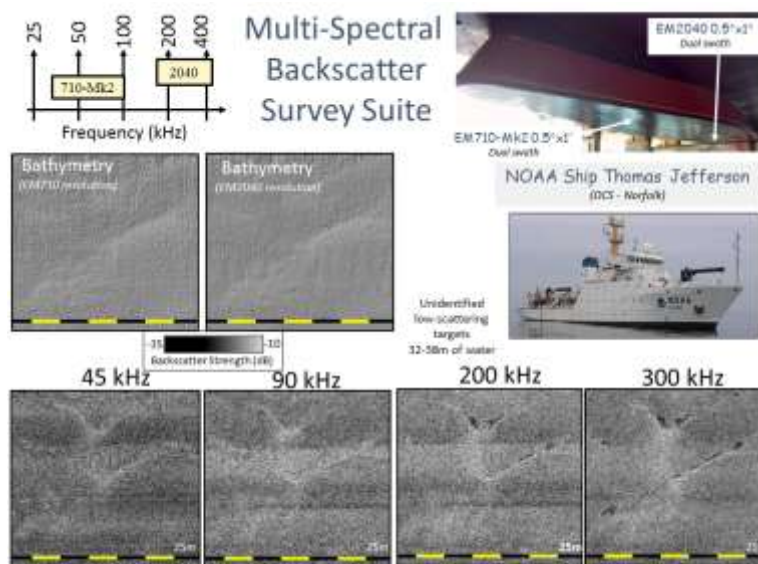 25
50
100
200
400
710-Mk2
2040
Frequency (kHz)
Multi-Spectral
Backscatter
Survey Suite
EM2040 0.5°x1°
Dual swath
EM710-Mk2 0.5°x1°
Dual swath
Bathymetry
(EM710 resolution)
Bathymetry
(EM2040 resolution)
NOAA Ship Thomas Jefferson
(OCS - Norfolk)
Unidentified
low-scattering
targets
32-38m of water
-10
Backscatter Strength (dB)
45 kHz
90 kHz
200 kHz
300 kHz
25m
25m
25m
25m